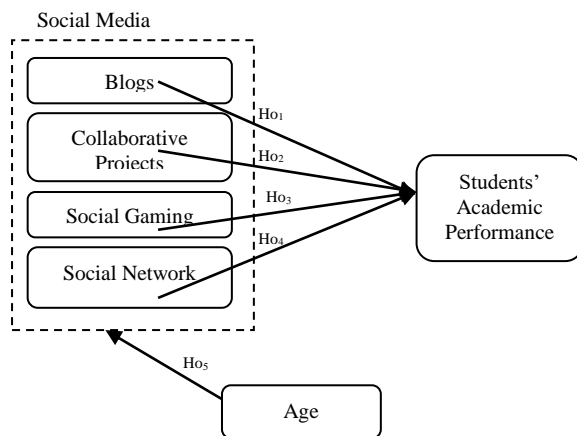 Social Media
Blogs
Ho₁
Collaborative
Projects
Ho₂
Students’
Academic
Performance
Social Gaming
Ho₃
Social Network
Ho₄
Ho₅
Age